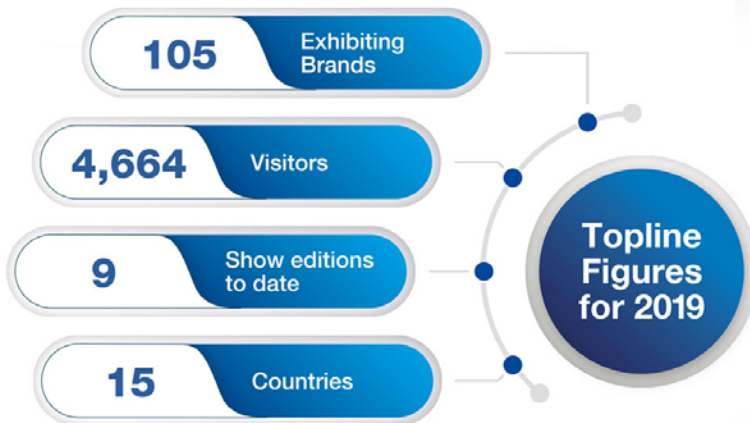 105
Exhibiting
Brands
4,664
Visitors
9
Show editions
to date
15
Countries
Topline
Figures
for 2019